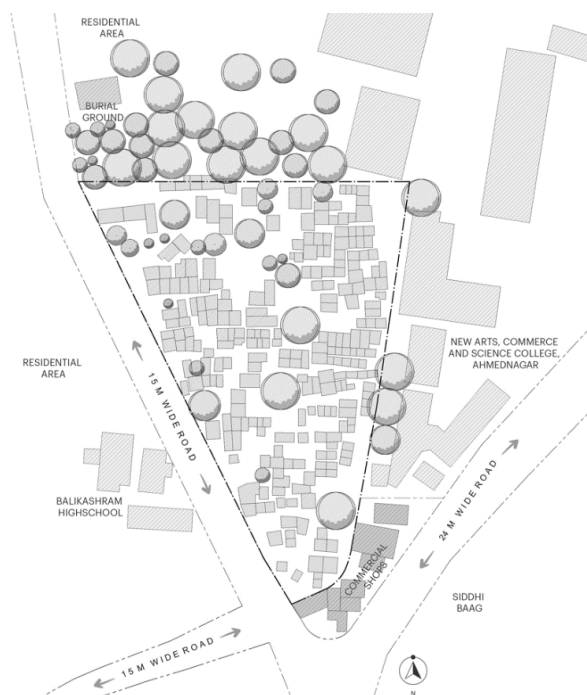 RESIDENTIAL
AREA
BURIAL
GROUND
NEW ARTS, COMMERCE
AND SCIENCE COLLEGE,
AHMEDNAGAR
RESIDENTIAL
AREA
15 M WIDE ROAD
BALIKASHRAM
HIGHSCHOOL
24 M WIDE ROAD
COMMERCIAL
SHOPS
SIDDHI
BAAG
15 M WIDE ROAD
N